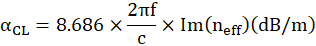 α_CL = 8.686 × 2πf/c × Im(n_eff)(dB/m)